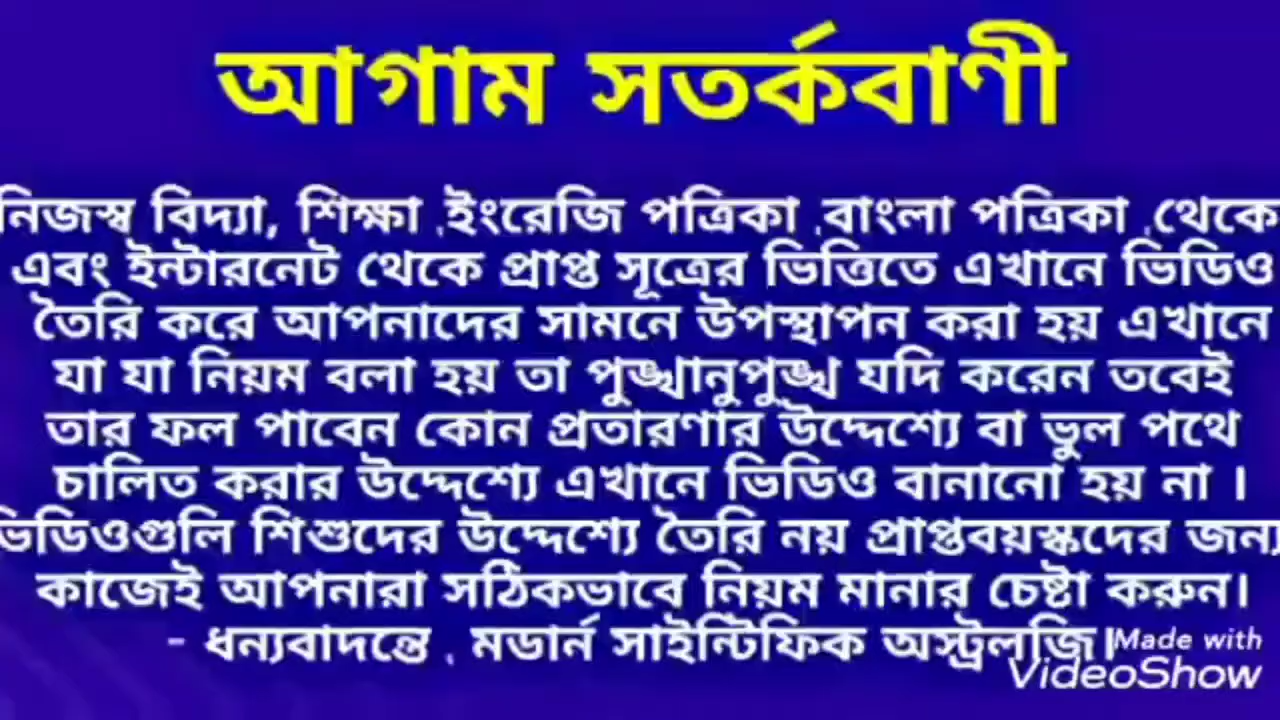 আগাম সতর্কবাণী
নিজস্ব বিদ্যা, শিক্ষা ,ইংরেজি পত্রিকা ,বাংলা পত্রিকা ,থেকে
এবং ইন্টারনেট থেকে প্রাপ্ত সূত্রের ভিত্তিতে এখানে ভিডিও
তৈরি করে আপনাদের সামনে উপস্থাপন করা হয় এখানে
যা যা নিয়ম বলা হয় তা পুঙ্খানুপুঙ্খ যদি করেন তবেই
তার ফল পাবেন কোন প্রতারণার উদ্দেশ্যে বা ভুল পথে
চালিত করার উদ্দেশ্যে এখানে ভিডিও বানানো হয় না ।
ভিডিওগুলি শিশুদের উদ্দেশ্যে তৈরি নয় প্রাপ্তবয়স্কদের জন্য
কাজেই আপনারা সঠিকভাবে নিয়ম মানার চেষ্টা করুন।
- ধন্যবাদন্তে , মডার্ন সাইন্টিফিক অস্ট্রলজি।
Made with
VideoShow